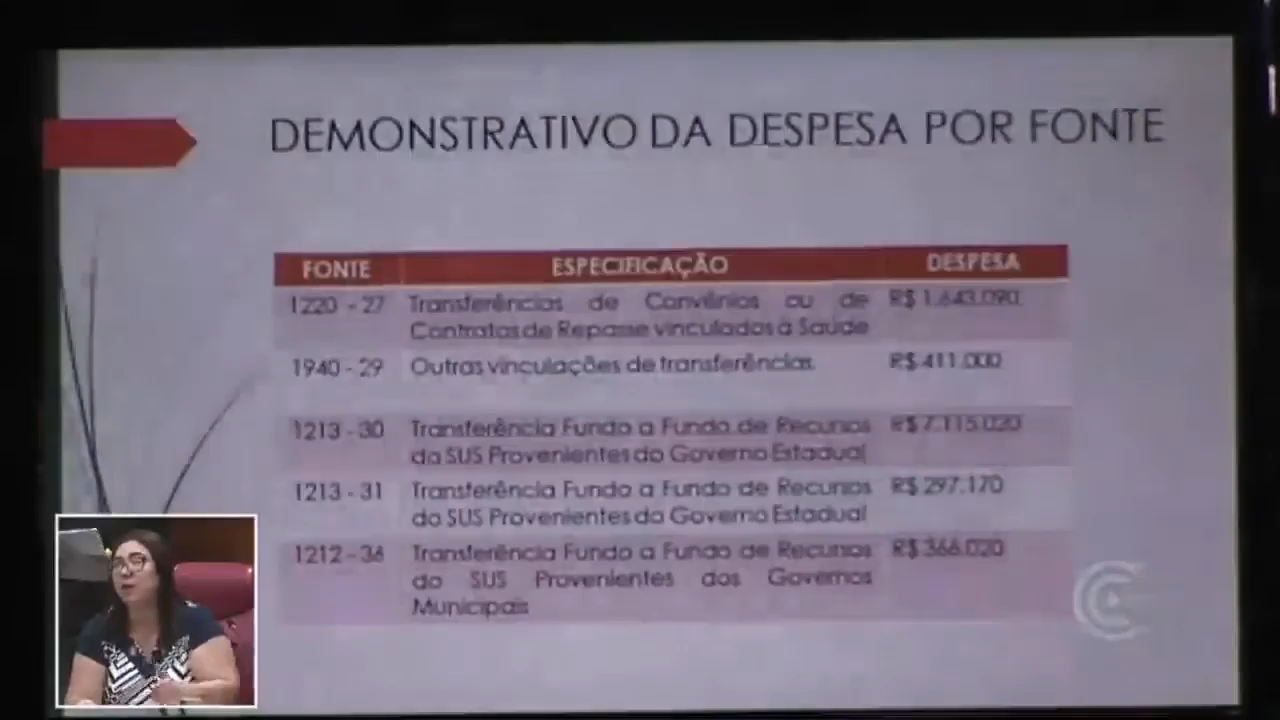 DEMONSTRATIVO DA DESPESA POR FONTE
FONTE ESPECIFICAÇÃO DESPESA
1220 - 27 Transferências de Convênios ou de R$ 1.643.090
Contratos de Repasse vinculados à Saúde
1940 - 29 Outras vinculações de transferências R$ 411.000
1213 - 30 Transferência Fundo a Fundo de Recursos R$ 7.115.020
do SUS Provenientes do Governo Estadual
1213 - 31 Transferência Fundo a Fundo de Recursos R$ 297.170
do SUS Provenientes do Governo Estadual
1212 - 36 Transferência Fundo a Fundo de Recursos R$ 366.020
do SUS Provenientes dos Governos
Municipais